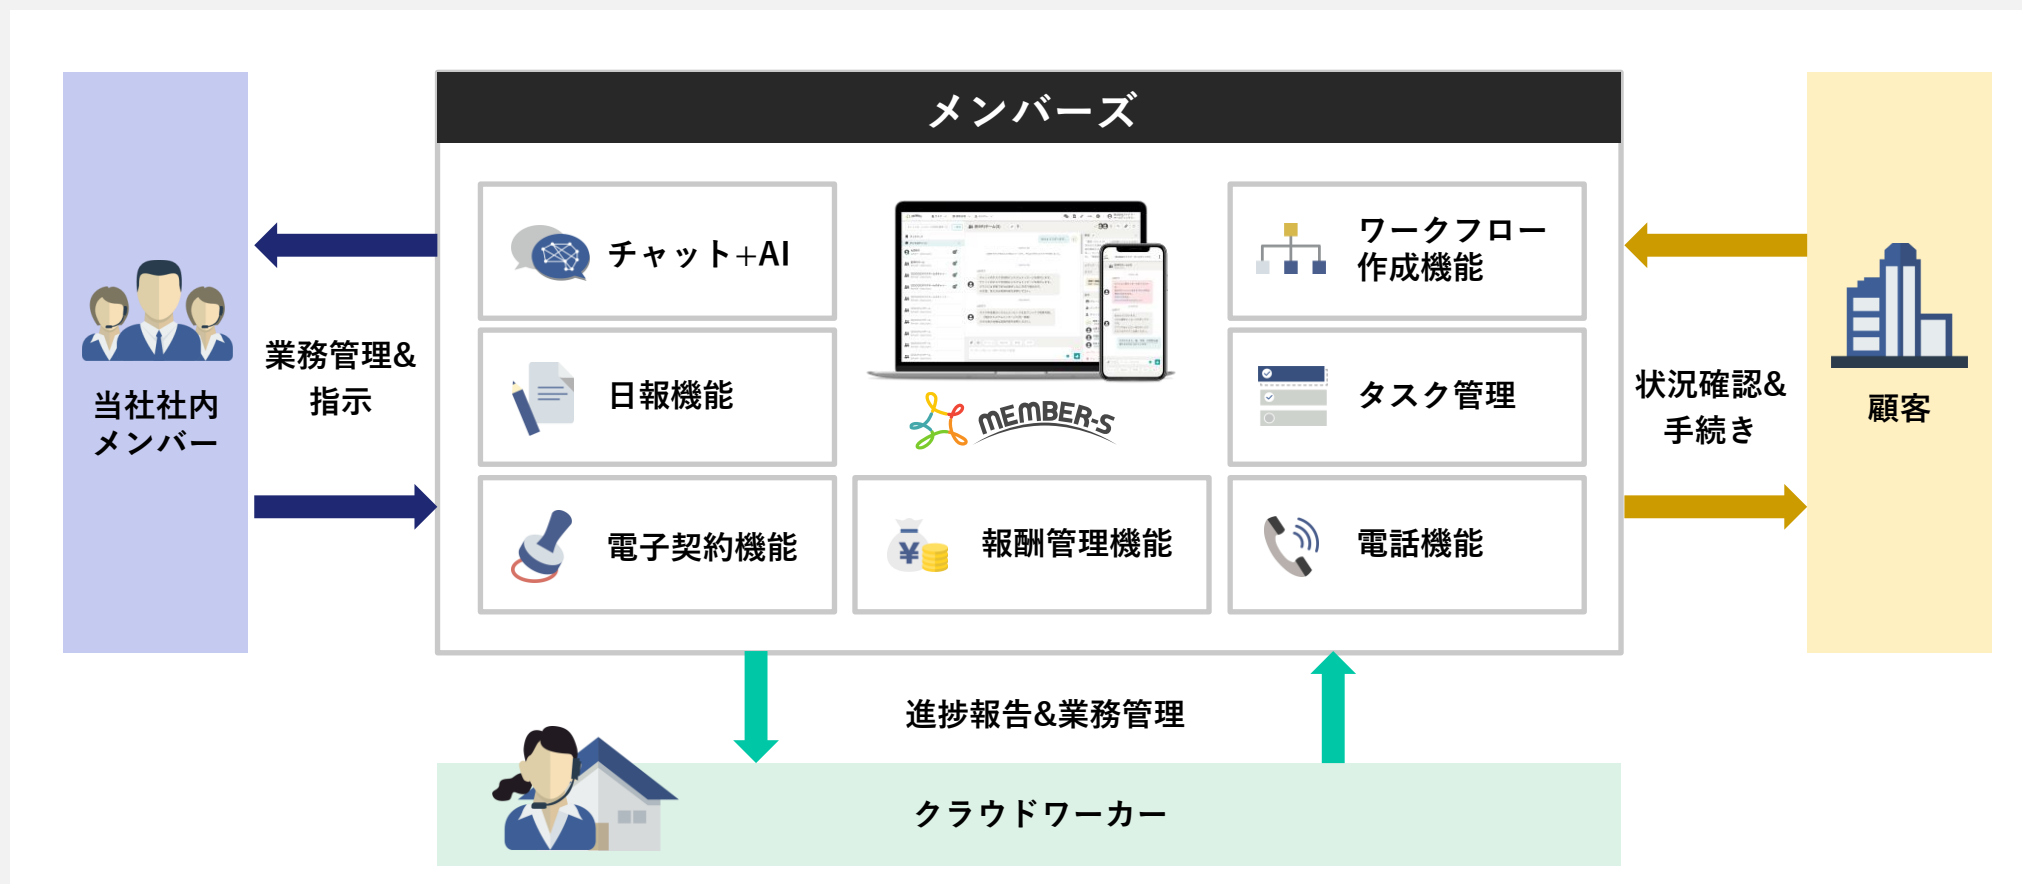 メンバーズ
チャット+AI
ワークフロー
作成機能
業務管理&
指示
当社社内
メンバー
日報機能
MEMBER-S
タスク管理
状況確認&
手続き
顧客
電子契約機能
報酬管理機能
電話機能
進捗報告&業務管理
クラウドワーカー